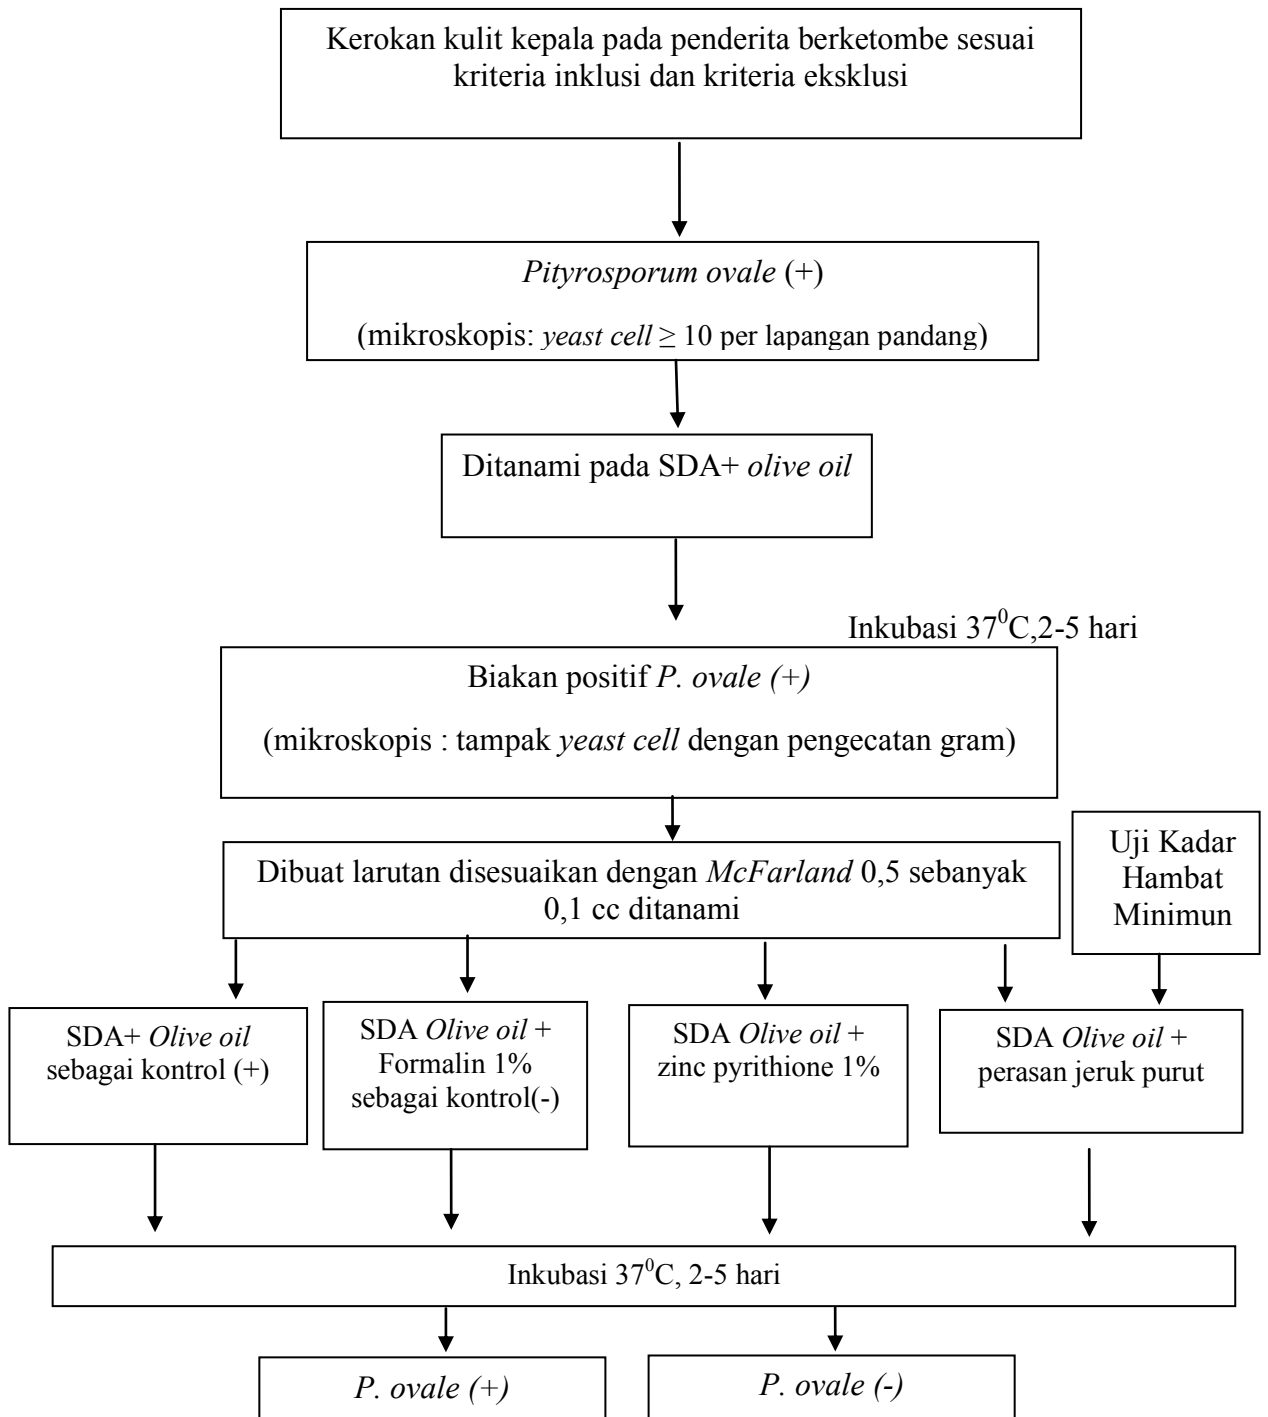 Kerokan kulit kepala pada penderita berketombe sesuai
kriteria inklusi dan kriteria eksklusi
Pityrosporum ovale (+)
(mikroskopis: yeast cell ≥ 10 per lapangan pandang)
Ditanami pada SDA+ olive oil
Inkubasi 37⁰C,2-5 hari
Biakan positif P. ovale (+)
(mikroskopis : tampak yeast cell dengan pengecatan gram)
Dibuat larutan disesuaikan dengan McFarland 0,5 sebanyak
0,1 cc ditanami
Uji Kadar
Hambat
Minimun
SDA+ Olive oil
sebagai kontrol (+)
SDA Olive oil +
Formalin 1%
sebagai kontrol(-)
SDA Olive oil +
zinc pyrithione 1%
SDA Olive oil +
perasan jeruk purut
Inkubasi 37⁰C, 2-5 hari
P. ovale (+)
P. ovale (-)